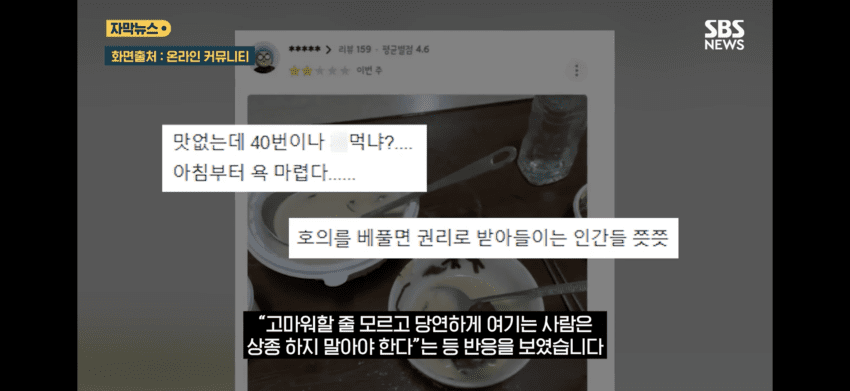 자막뉴스
화면출처 : 온라인 커뮤니티
SBS
NEWS
***** > 리뷰 159 · 평균별점 4.6
이번 주
맛없는데 40번이나 먹냐?....
아침부터 욕 마렵다......
호의를 베풀면 권리로 받아들이는 인간들 쯧쯧
“고마워할 줄 모르고 당연하게 여기는 사람은
상종 하지 말아야 한다”는 등 반응을 보였습니다